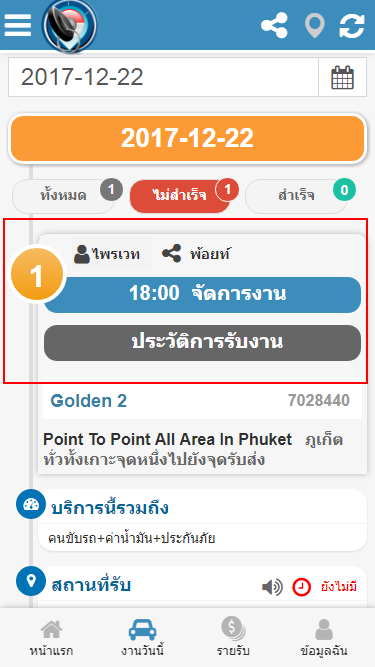 2017-12-22
2017-12-22
ทั้งหมด 1 ไม่สำเร็จ 1 สำเร็จ 0
ไพรเวท พ้อยท์
1
18:00 จัดการงาน
ประวัติการรับงาน
Golden 2 7028440
Point To Point All Area In Phuket ภูเก็ต
ทั่วทั้งเกาะจุดหนึ่งไปยังจุดรับส่ง
บริการนี้รวมถึง
คนขับรถ+ค่าน้ำมัน+ประกันภัย
สถานที่รับ ยังไม่มี
หน้าแรก งานวันนี้ รายรับ ข้อมูลฉัน